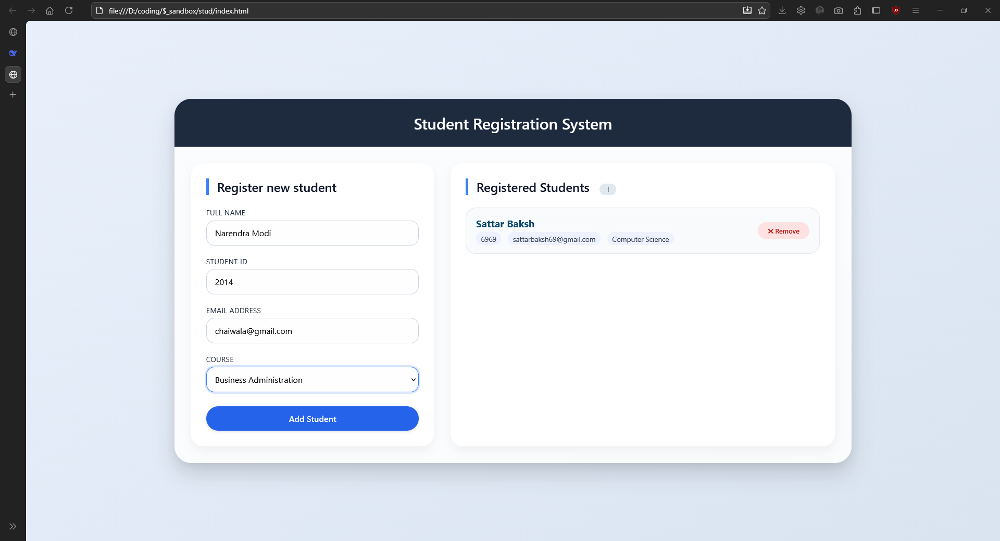 file:///D:/coding/$_sandbox/stud/index.html
Student Registration System
Register new student
FULL NAME
Narendra Modi
STUDENT ID
2014
EMAIL ADDRESS
chaiwala@gmail.com
COURSE
Business Administration
Add Student
Registered Students 1
Sattar Baksh
6969 sattarbaksh69@gmail.com Computer Science
❌ Remove